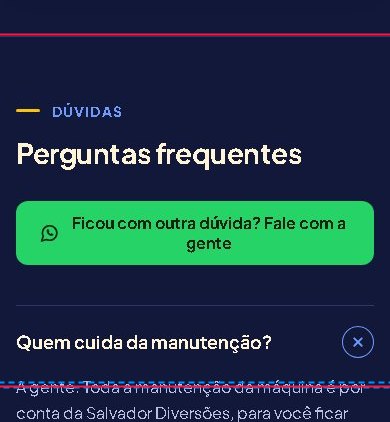 DÚVIDAS
Perguntas frequentes
Ficou com outra dúvida? Fale com a
gente
Quem cuida da manutenção?
A gente. Toda a manutenção da máquina é por
conta da Salvador Diversões, para você ficar